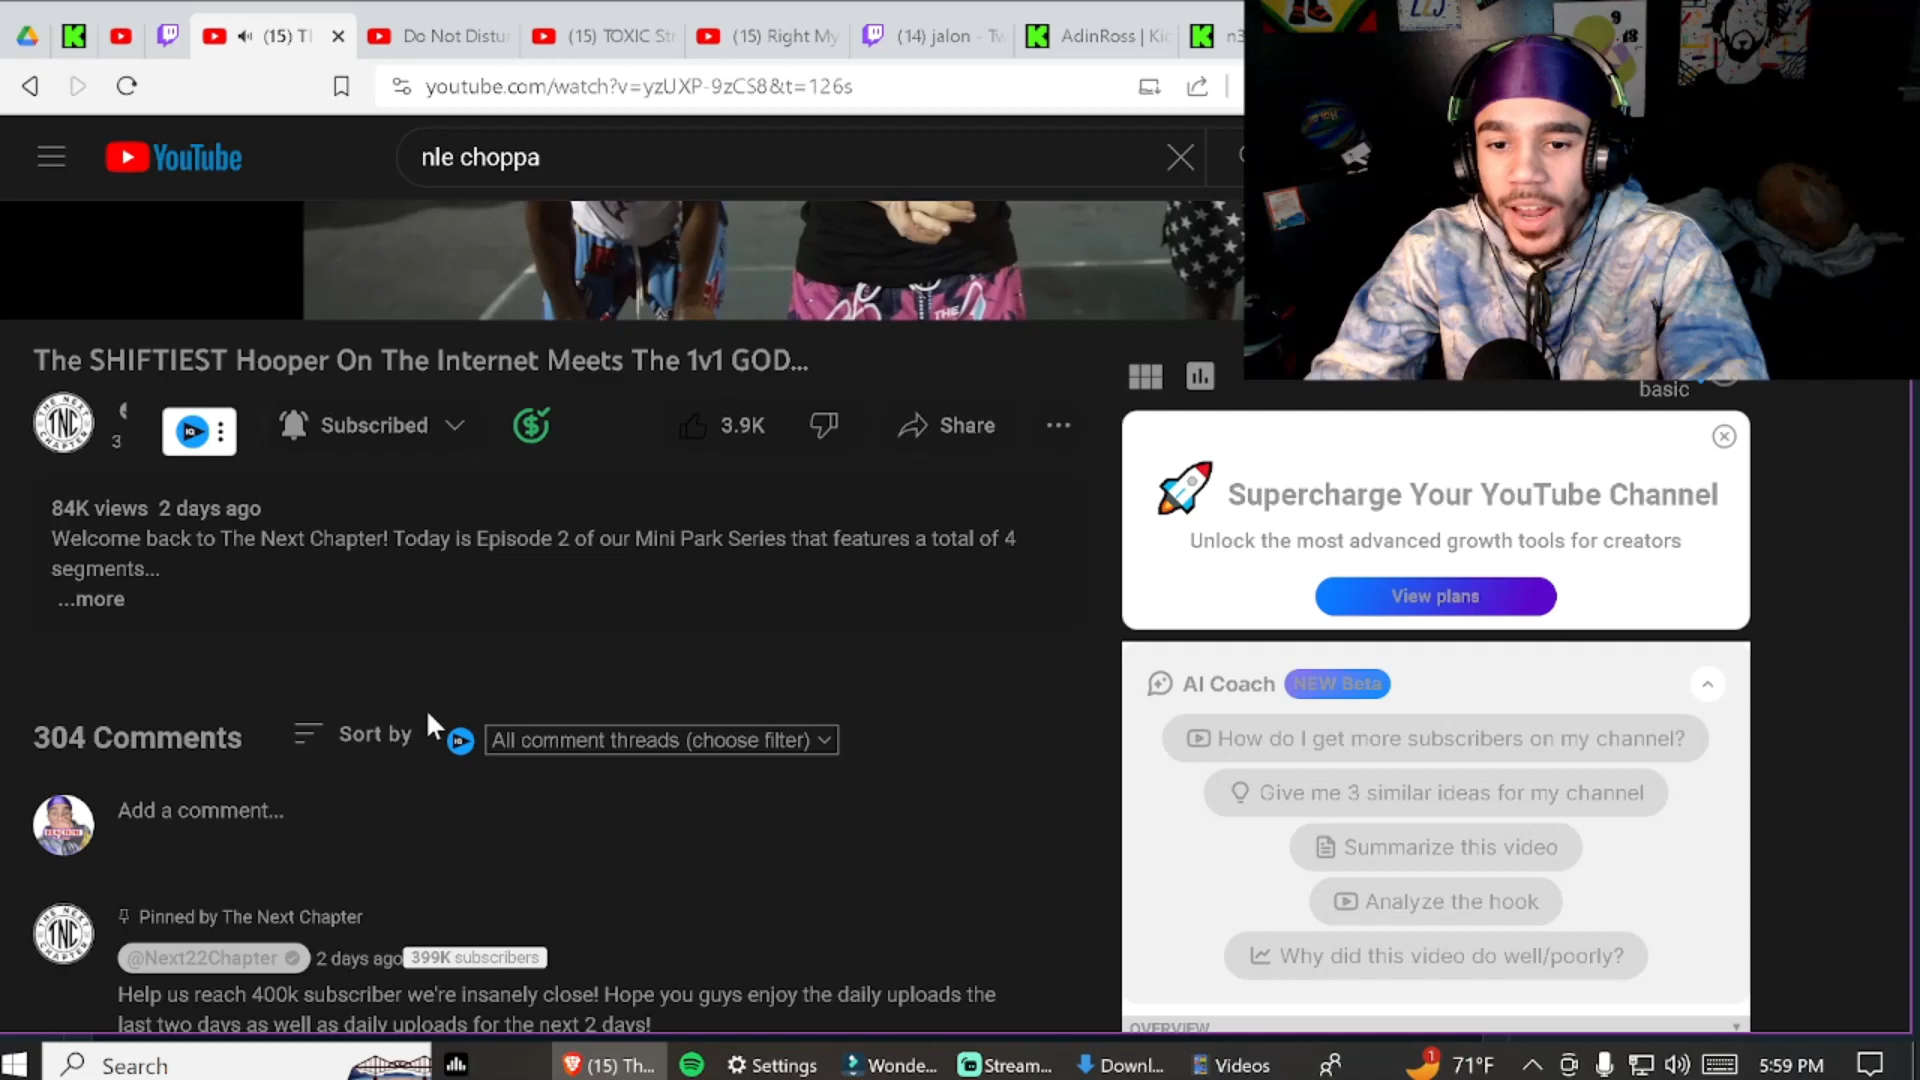 (15) TI
Do Not Distur
(15) TOXIC Str
(15) Right My
(14) jalon - Tw
AdinRoss | Kic
n3
youtube.com/watch?v=yzUXP-9zCS8&t=126s
YouTube
nle choppa
The SHIFTIEST Hooper On The Internet Meets The 1v1 GOD...
basic
TNC
3
Subscribed
3.9K
Share
84K views 2 days ago
Welcome back to The Next Chapter! Today is Episode 2 of our Mini Park Series that features a total of 4
segments...
...more
Supercharge Your YouTube Channel
Unlock the most advanced growth tools for creators
View plans
AI Coach NEW Beta
How do I get more subscribers on my channel?
Give me 3 similar ideas for my channel
Summarize this video
Analyze the hook
Why did this video do well/poorly?
OVERVIEW
304 Comments
Sort by
All comment threads (choose filter)
Add a comment...
Pinned by The Next Chapter
TNC
@Next22Chapter 2 days ago 399K subscribers
Help us reach 400k subscriber we're insanely close! Hope you guys enjoy the daily uploads the
last two days as well as daily uploads for the next 2 days!
Search
(15) Th...
Settings
Wonde...
Stream...
Downl...
Videos
1
71°F
5:59 PM